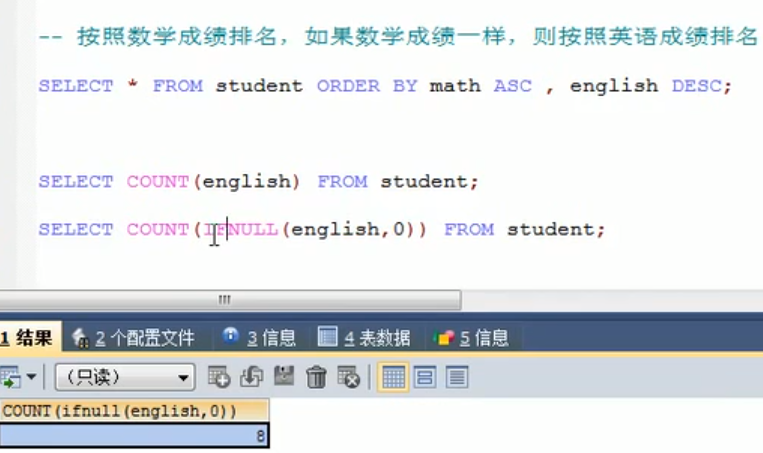 -- 按照数学成绩排名，如果数学成绩一样，则按照英语成绩排名
SELECT * FROM student ORDER BY math ASC , english DESC;
SELECT COUNT(english) FROM student;
SELECT COUNT(IFNULL(english,0)) FROM student;
1 结果 2 个配置文件 3 信息 4 表数据 5 信息
（只读）
COUNT(ifnull(english,0))
8